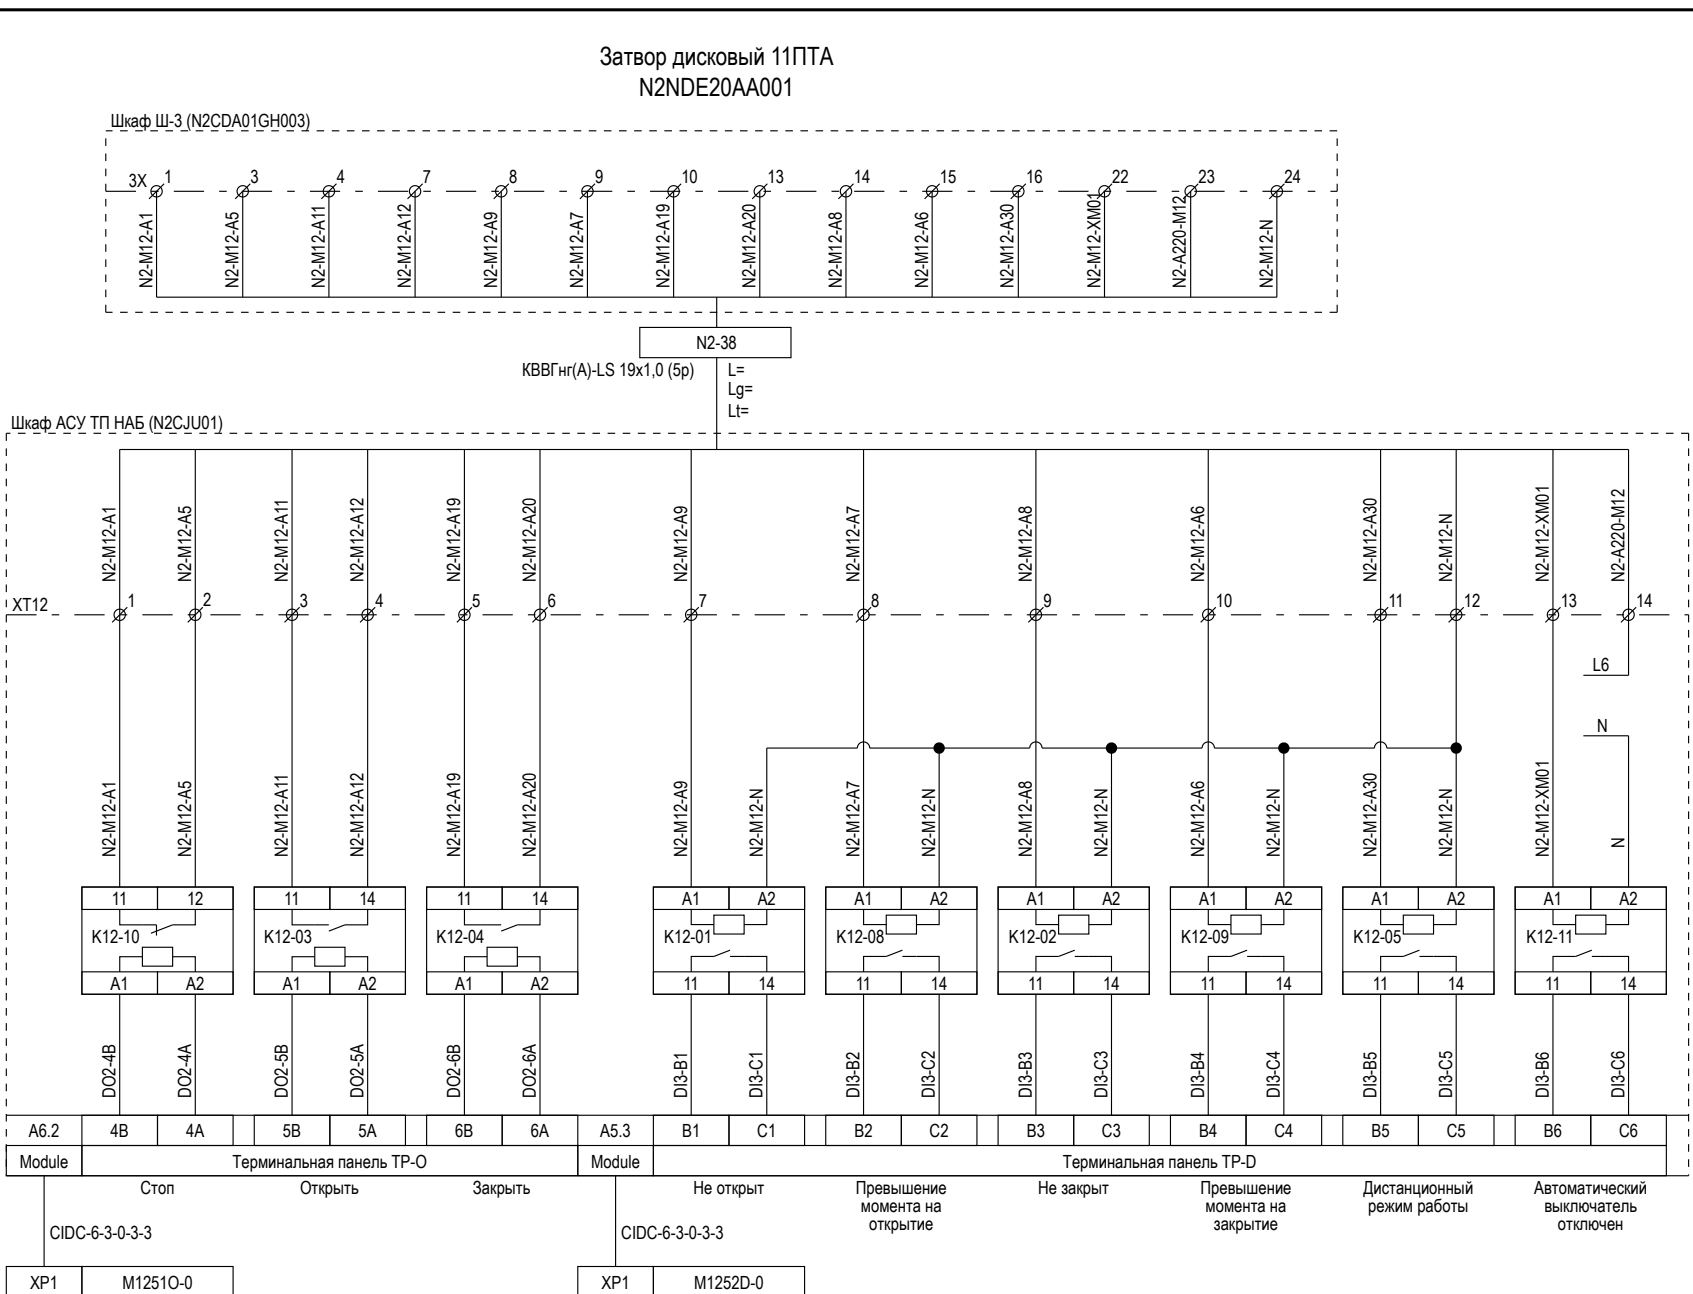 Затвор дисковый 11ПТА
N2NDE20AA001
Шкаф Ш-3 (N2CDA01GH003)
3X 1 3 4 7 8 9 10 13 14 15 16 22 23 24
N2-M12-A1 N2-M12-A5 N2-M12-A11 N2-M12-A12 N2-M12-A9 N2-M12-A7 N2-M12-A19 N2-M12-A20 N2-M12-A8 N2-M12-A6 N2-M12-A30 N2-M12-XM01 N2-A220-M12 N2-M12-N
N2-38
КВВГнг(А)-LS 19x1,0 (5р) L=
Lg=
Lt=
Шкаф АСУ ТП НАБ (N2CJU01)
N2-M12-A1 N2-M12-A5 N2-M12-A11 N2-M12-A12 N2-M12-A19 N2-M12-A20 N2-M12-A9 N2-M12-A7 N2-M12-A8 N2-M12-A6 N2-M12-A30 N2-M12-N N2-M12-XM01 N2-A220-M12
XT12 1 2 3 4 5 6 7 8 9 10 11 12 13 14
L6
N
N2-M12-A1 N2-M12-A5 N2-M12-A11 N2-M12-A12 N2-M12-A19 N2-M12-A20 N2-M12-A9 N2-M12-N N2-M12-A7 N2-M12-N N2-M12-A8 N2-M12-N N2-M12-A6 N2-M12-N N2-M12-A30 N2-M12-N N2-M12-XM01 N
11 12 11 14 11 14 A1 A2 A1 A2 A1 A2 A1 A2 A1 A2 A1 A2
K12-10 K12-03 K12-04 K12-01 K12-08 K12-02 K12-09 K12-05 K12-11
A1 A2 A1 A2 A1 A2 11 14 11 14 11 14 11 14 11 14 11 14
DO2-4B DO2-4A DO2-5B DO2-5A DO2-6B DO2-6A DI3-B1 DI3-C1 DI3-B2 DI3-C2 DI3-B3 DI3-C3 DI3-B4 DI3-C4 DI3-B5 DI3-C5 DI3-B6 DI3-C6
A6.2 4B 4A 5B 5A 6B 6A A5.3 B1 C1 B2 C2 B3 C3 B4 C4 B5 C5 B6 C6
Module Терминальная панель TP-O Module Терминальная панель TP-D
Стоп Открыть Закрыть Не открыт Превышение Не закрыт Превышение Дистанционный Автоматический
момента на момента на режим работы выключатель
открытие закрытие отключен
CIDC-6-3-0-3-3 CIDC-6-3-0-3-3
XP1 M1251O-0 XP1 M1252D-0